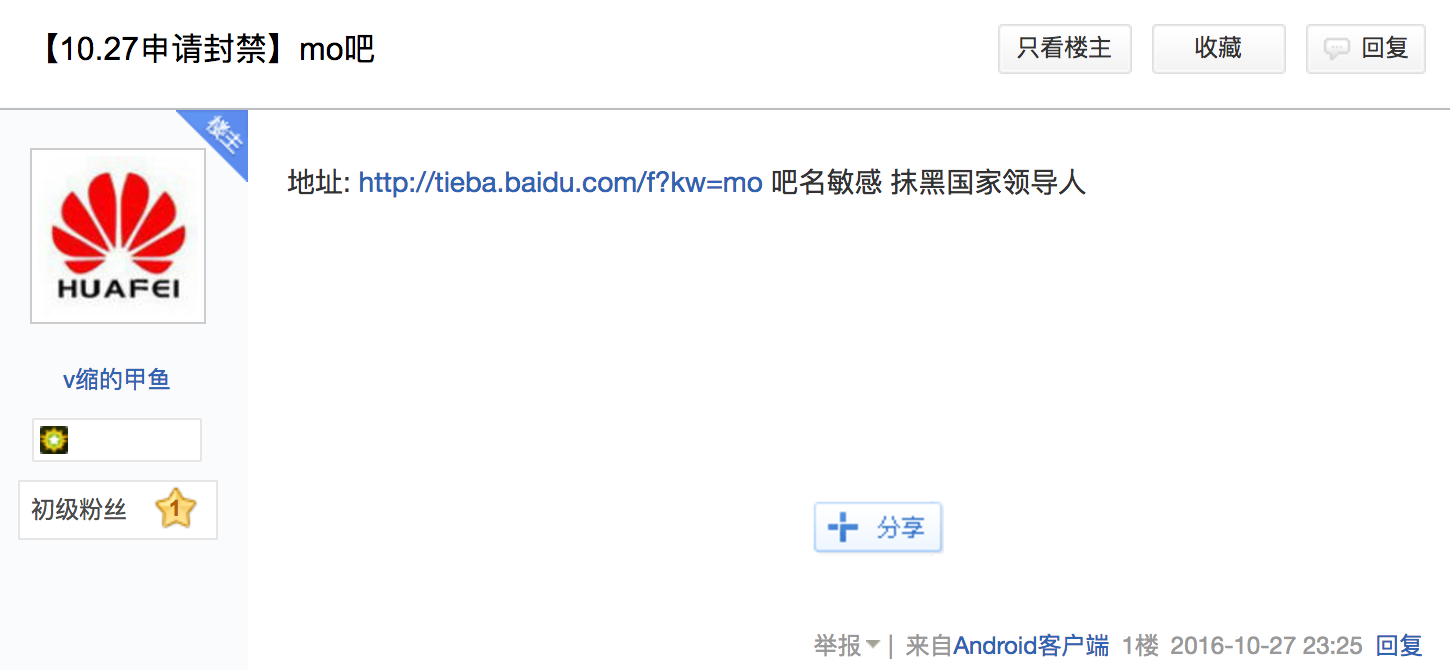 【10.27申请封禁】mo吧
只看楼主
收藏
回复
楼主
HUAFEI
地址: http://tieba.baidu.com/f?kw=mo 吧名敏感 抹黑国家领导人
v缩的甲鱼
初级粉丝 1
分享
举报 | 来自Android客户端 1楼 2016-10-27 23:25 回复